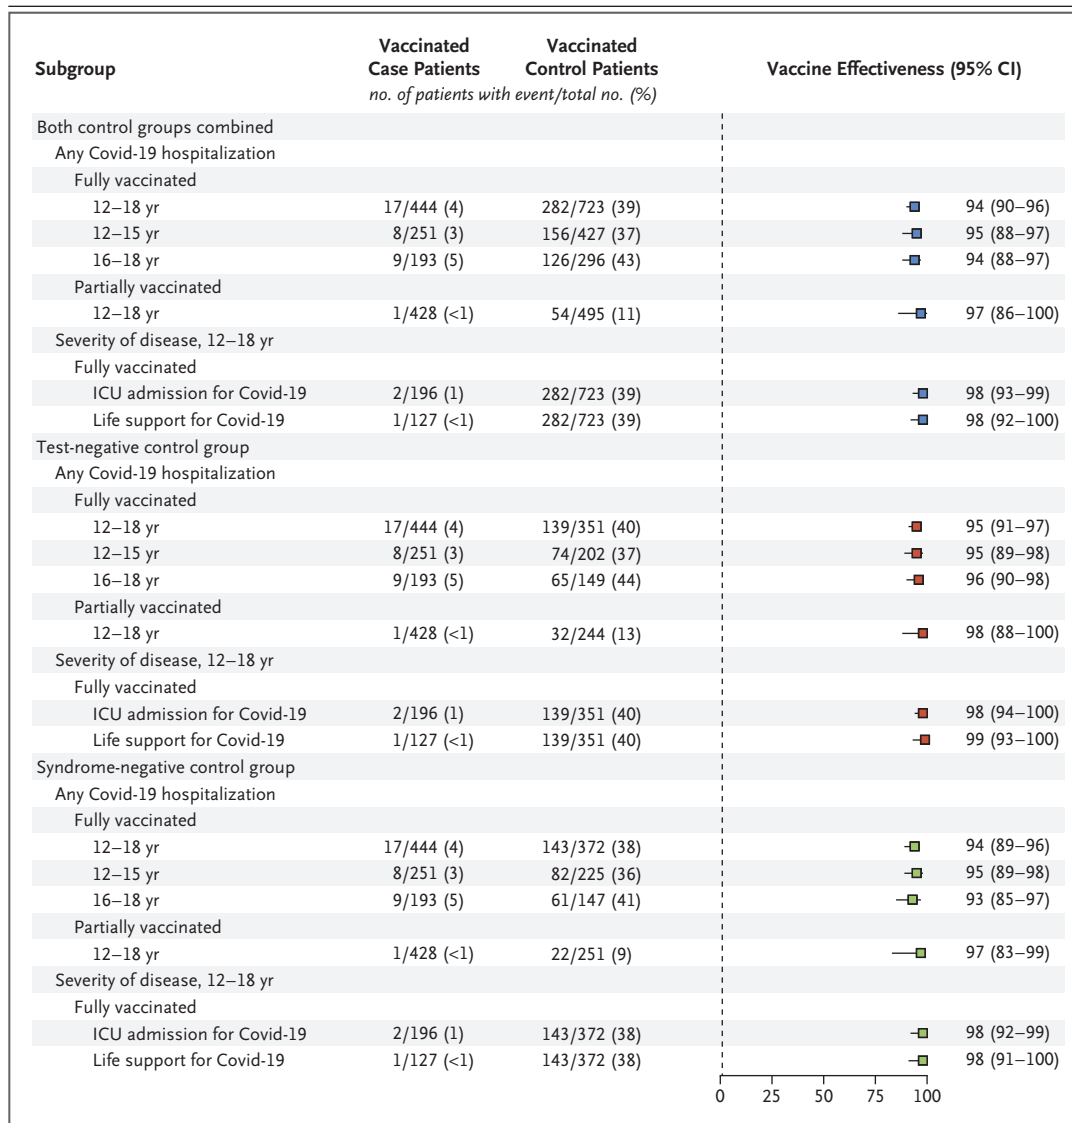 Subgroup Vaccinated Case Patients Vaccinated Control Patients Vaccine Effectiveness (95% CI)
no. of patients with event/total no. (%)
Both control groups combined
Any Covid-19 hospitalization
Fully vaccinated
12–18 yr 17/444 (4) 282/723 (39) 94 (90–96)
12–15 yr 8/251 (3) 156/427 (37) 95 (88–97)
16–18 yr 9/193 (5) 126/296 (43) 94 (88–97)
Partially vaccinated
12–18 yr 1/428 (<1) 54/495 (11) 97 (86–100)
Severity of disease, 12–18 yr
Fully vaccinated
ICU admission for Covid-19 2/196 (1) 282/723 (39) 98 (93–99)
Life support for Covid-19 1/127 (<1) 282/723 (39) 98 (92–100)
Test-negative control group
Any Covid-19 hospitalization
Fully vaccinated
12–18 yr 17/444 (4) 139/351 (40) 95 (91–97)
12–15 yr 8/251 (3) 74/202 (37) 95 (89–98)
16–18 yr 9/193 (5) 65/149 (44) 96 (90–98)
Partially vaccinated
12–18 yr 1/428 (<1) 32/244 (13) 98 (88–100)
Severity of disease, 12–18 yr
Fully vaccinated
ICU admission for Covid-19 2/196 (1) 139/351 (40) 98 (94–100)
Life support for Covid-19 1/127 (<1) 139/351 (40) 99 (93–100)
Syndrome-negative control group
Any Covid-19 hospitalization
Fully vaccinated
12–18 yr 17/444 (4) 143/372 (38) 94 (89–96)
12–15 yr 8/251 (3) 82/225 (36) 95 (89–98)
16–18 yr 9/193 (5) 61/147 (41) 93 (85–97)
Partially vaccinated
12–18 yr 1/428 (<1) 22/251 (9) 97 (83–99)
Severity of disease, 12–18 yr
Fully vaccinated
ICU admission for Covid-19 2/196 (1) 143/372 (38) 98 (92–99)
Life support for Covid-19 1/127 (<1) 143/372 (38) 98 (91–100)
0 25 50 75 100